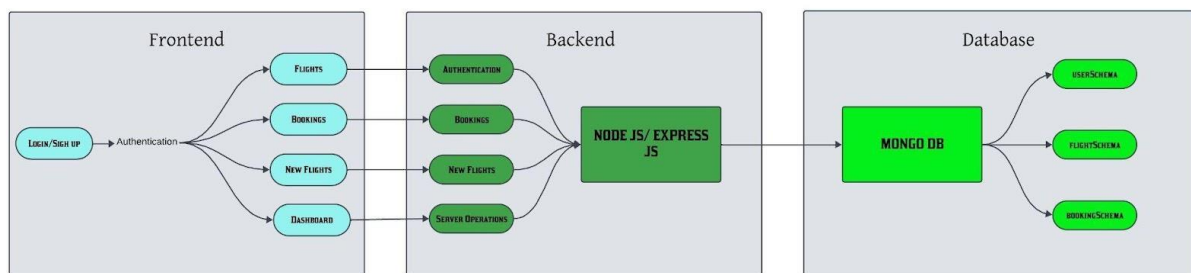 Frontend
Login/Sigh up
Authentication
Flights
Bookings
New Flights
Dashboard
Backend
Authentication
Bookings
New Flights
Server Operations
NODE JS/ EXPRESS
JS
Database
MONGO DB
userSchema
flightSchema
bookingSchema